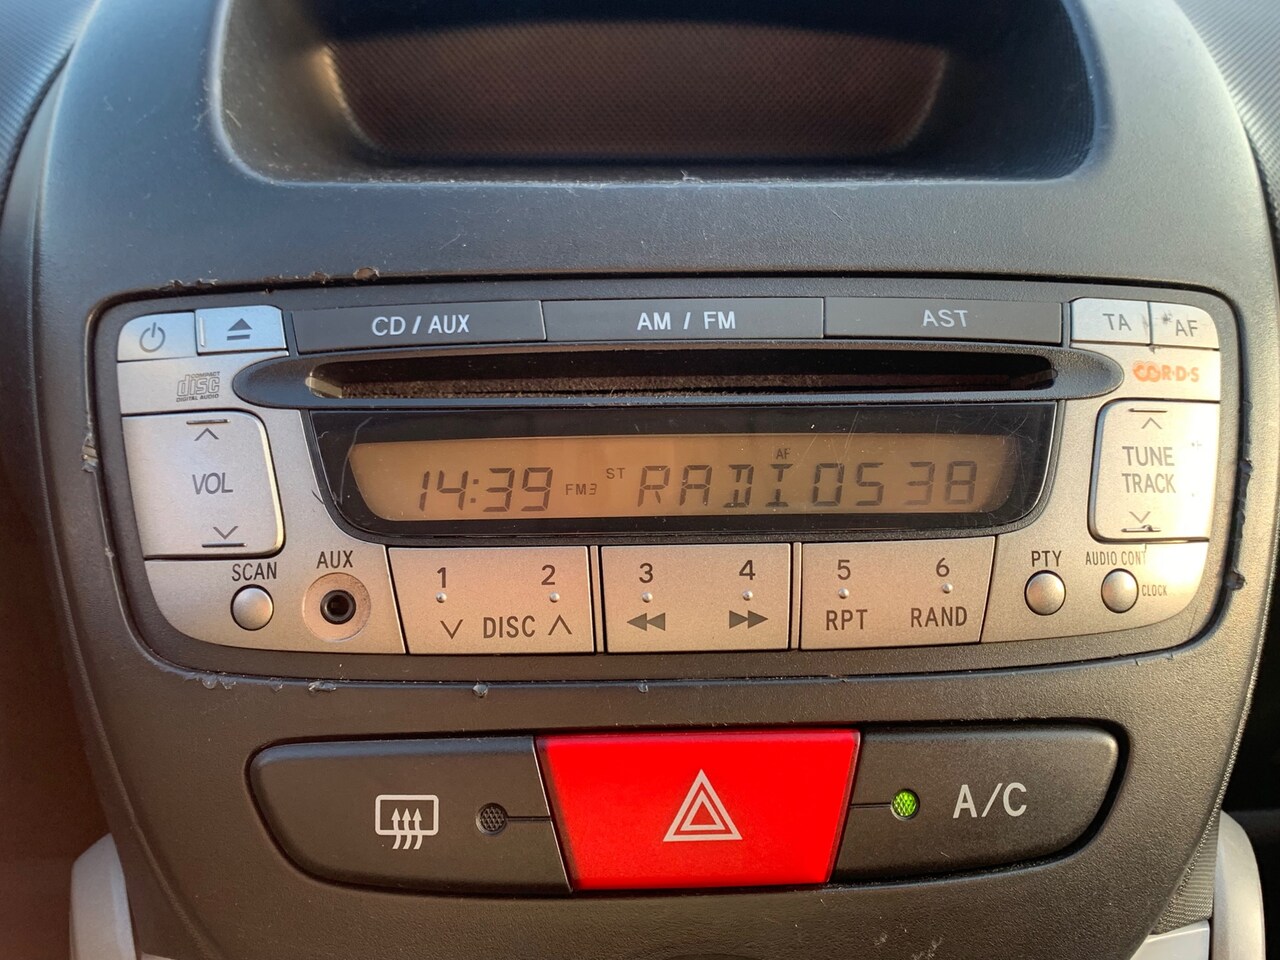 CD / AUX AM / FM AST TA AF
COMPACT
disc
DIGITAL AUDIO
R·D·S
VOL
AF
14:39 FM3 ST RADIO538
TUNE
TRACK
SCAN AUX 1 2 3 4 5 6 PTY AUDIO CONT
CLOCK
DISC RPT RAND
A/C